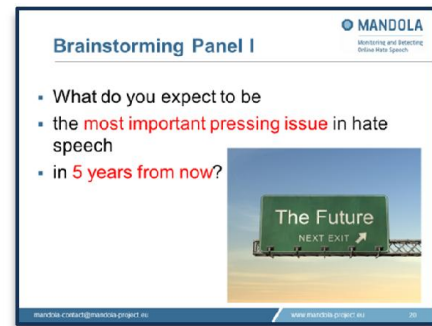 MANDOLA
Monitoring and Detecting
Online Hate Speech
Brainstorming Panel I
▪ What do you expect to be
▪ the most important pressing issue in hate
speech
▪ in 5 years from now?
The Future
NEXT EXIT
mandola-contact@mandola-project.eu
www.mandola-project.eu
20